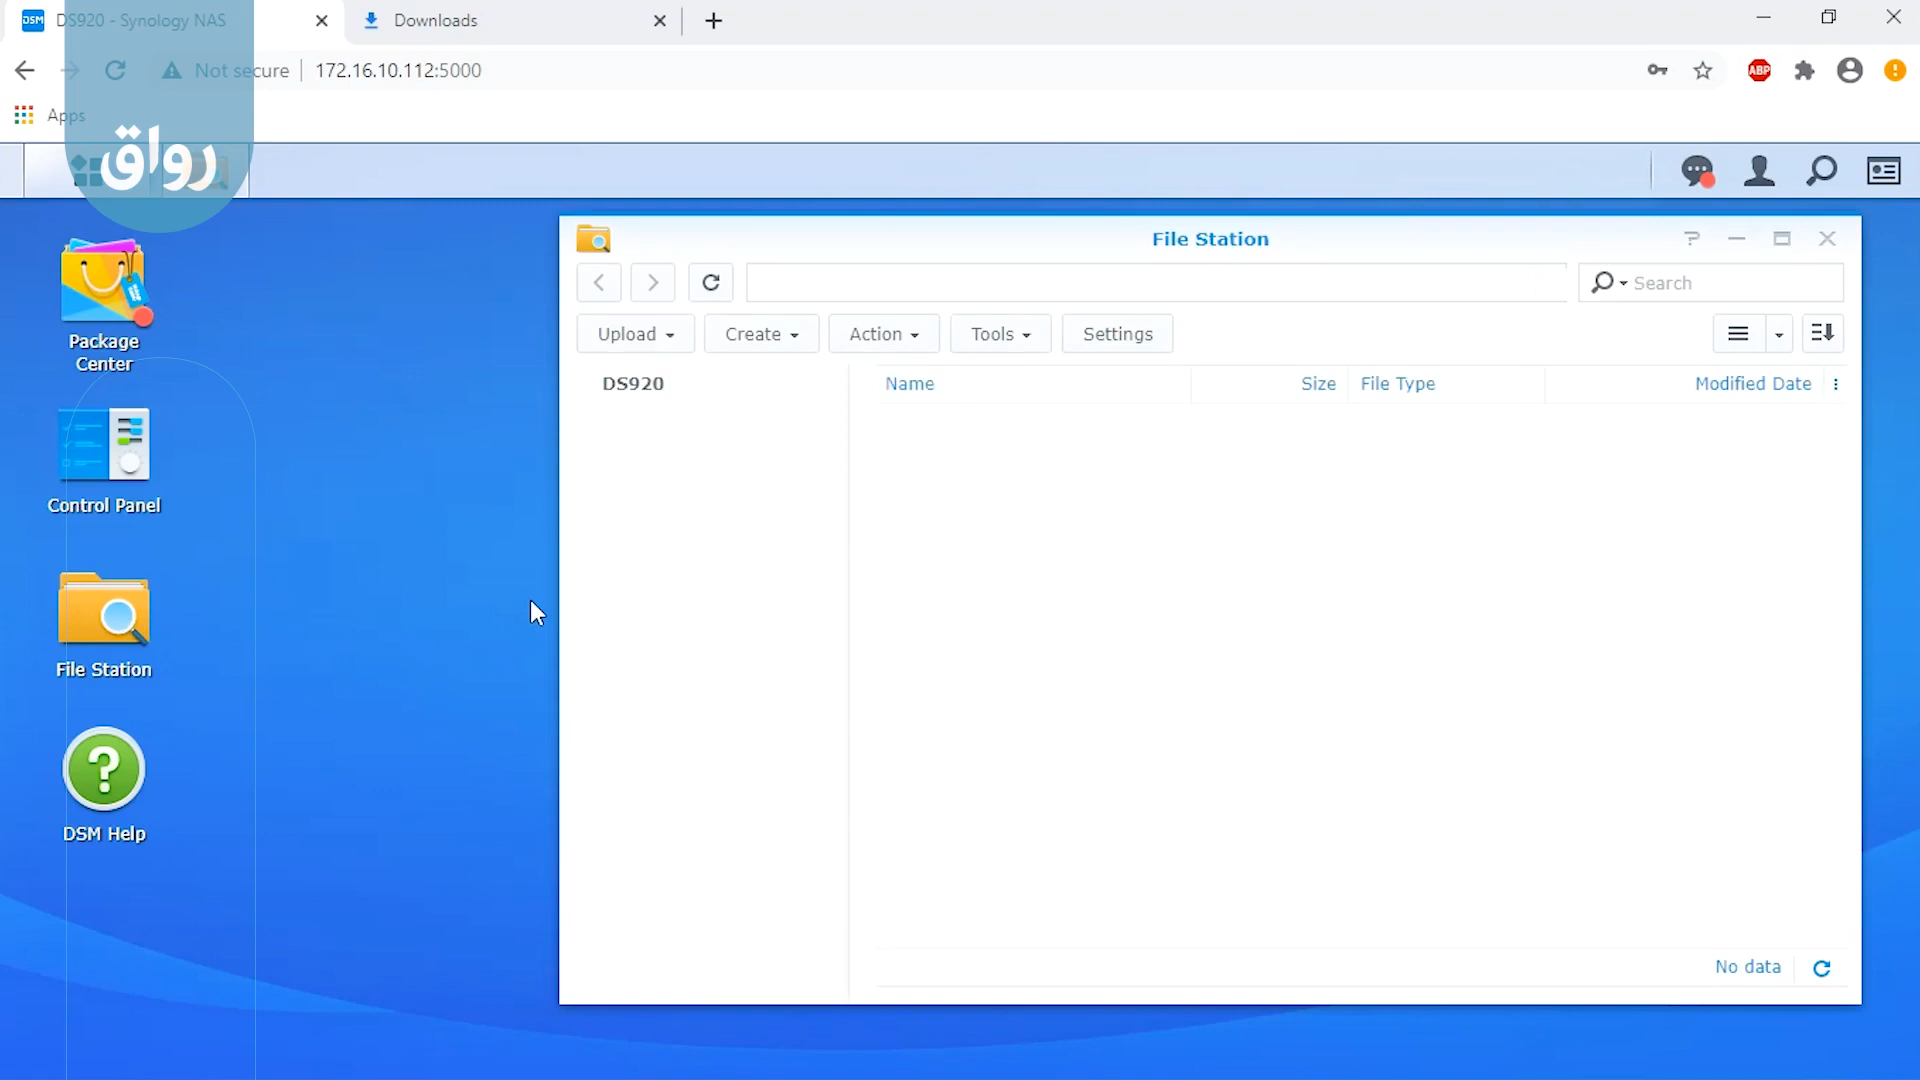 DSM
DS920 - Synology NAS
Downloads
Not secure
172.16.10.112:5000
ABP
Apps
رواق
Package
Center
Control Panel
File Station
DSM Help
File Station
Search
Upload
Create
Action
Tools
Settings
DS920
Name
Size
File Type
Modified Date
No data